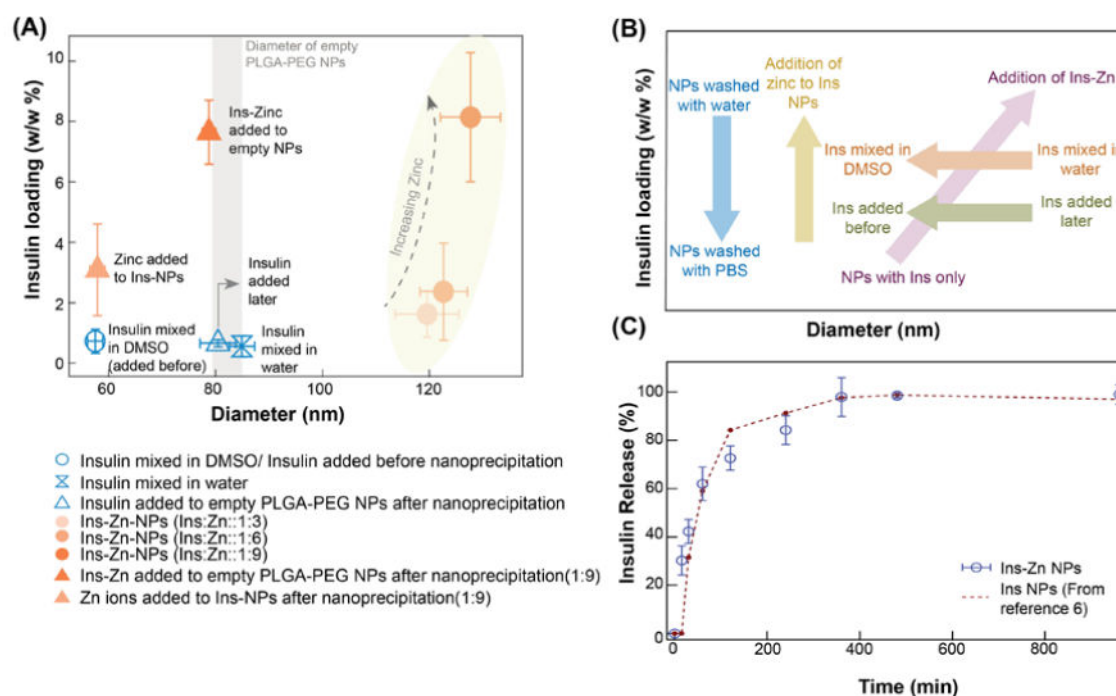 (A)
Insulin loading (w/w %)
10
8
6
4
2
0
60
80
100
120
Diameter (nm)
Diameter of empty
PLGA-PEG NPs
Ins-Zinc
added to
empty NPs
Zinc added
to Ins-NPs
Insulin
added
later
Insulin mixed
in DMSO
(added before)
Insulin
mixed in
water
Increasing Zinc
Insulin mixed in DMSO/ Insulin added before nanoprecipitation
Insulin mixed in water
Insulin added to empty PLGA-PEG NPs after nanoprecipitation
Ins-Zn-NPs (Ins:Zn::1:3)
Ins-Zn-NPs (Ins:Zn::1:6)
Ins-Zn-NPs (Ins:Zn::1:9)
Ins-Zn added to empty PLGA-PEG NPs after nanoprecipitation(1:9)
Zn ions added to Ins-NPs after nanoprecipitation(1:9)
(B)
Insulin loading (w/w %)
NPs washed
with water
NPs washed
with PBS
Addition of
zinc to Ins
NPs
Addition of Ins-Zn
Ins mixed in
DMSO
Ins mixed in
water
Ins added
before
Ins added
later
NPs with Ins only
Diameter (nm)
(C)
Insulin Release (%)
100
80
60
40
20
0
0
200
400
600
800
Time (min)
Ins-Zn NPs
Ins NPs (From
reference 6)